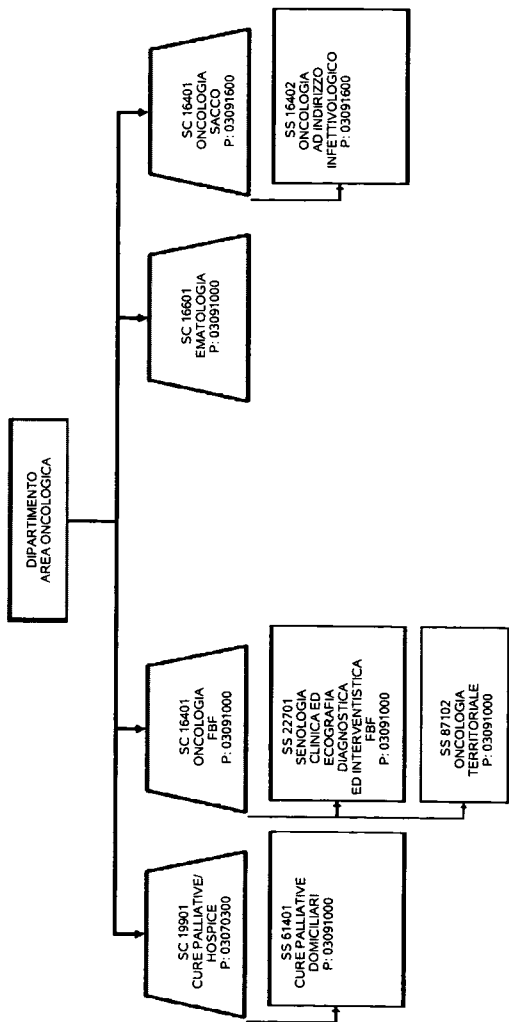 DIPARTIMENTO
AREA ONCOLOGICA
SC 19901
CURE PALLIATIVE/
HOSPICE
P: 03070300
SS 61401
CURE PALLIATIVE
DOMICILIARI
P: 03091000
SC 16401
ONCOLOGIA
FBF
P: 03091000
SS 22701
SENOLOGIA
CLINICA ED
ECOGRAFIA
DIAGNOSTICA
ED INTERVENTISTICA
FBF
P: 03091000
SS 87102
ONCOLOGIA
TERRITORIALE
P: 03091000
SC 16601
EMATOLOGIA
P: 03091000
SC 16401
ONCOLOGIA
SACCO
P: 03091600
SS 16402
ONCOLOGIA
AD INDIRIZZO
INFETTIVOLOGICO
P: 03091600